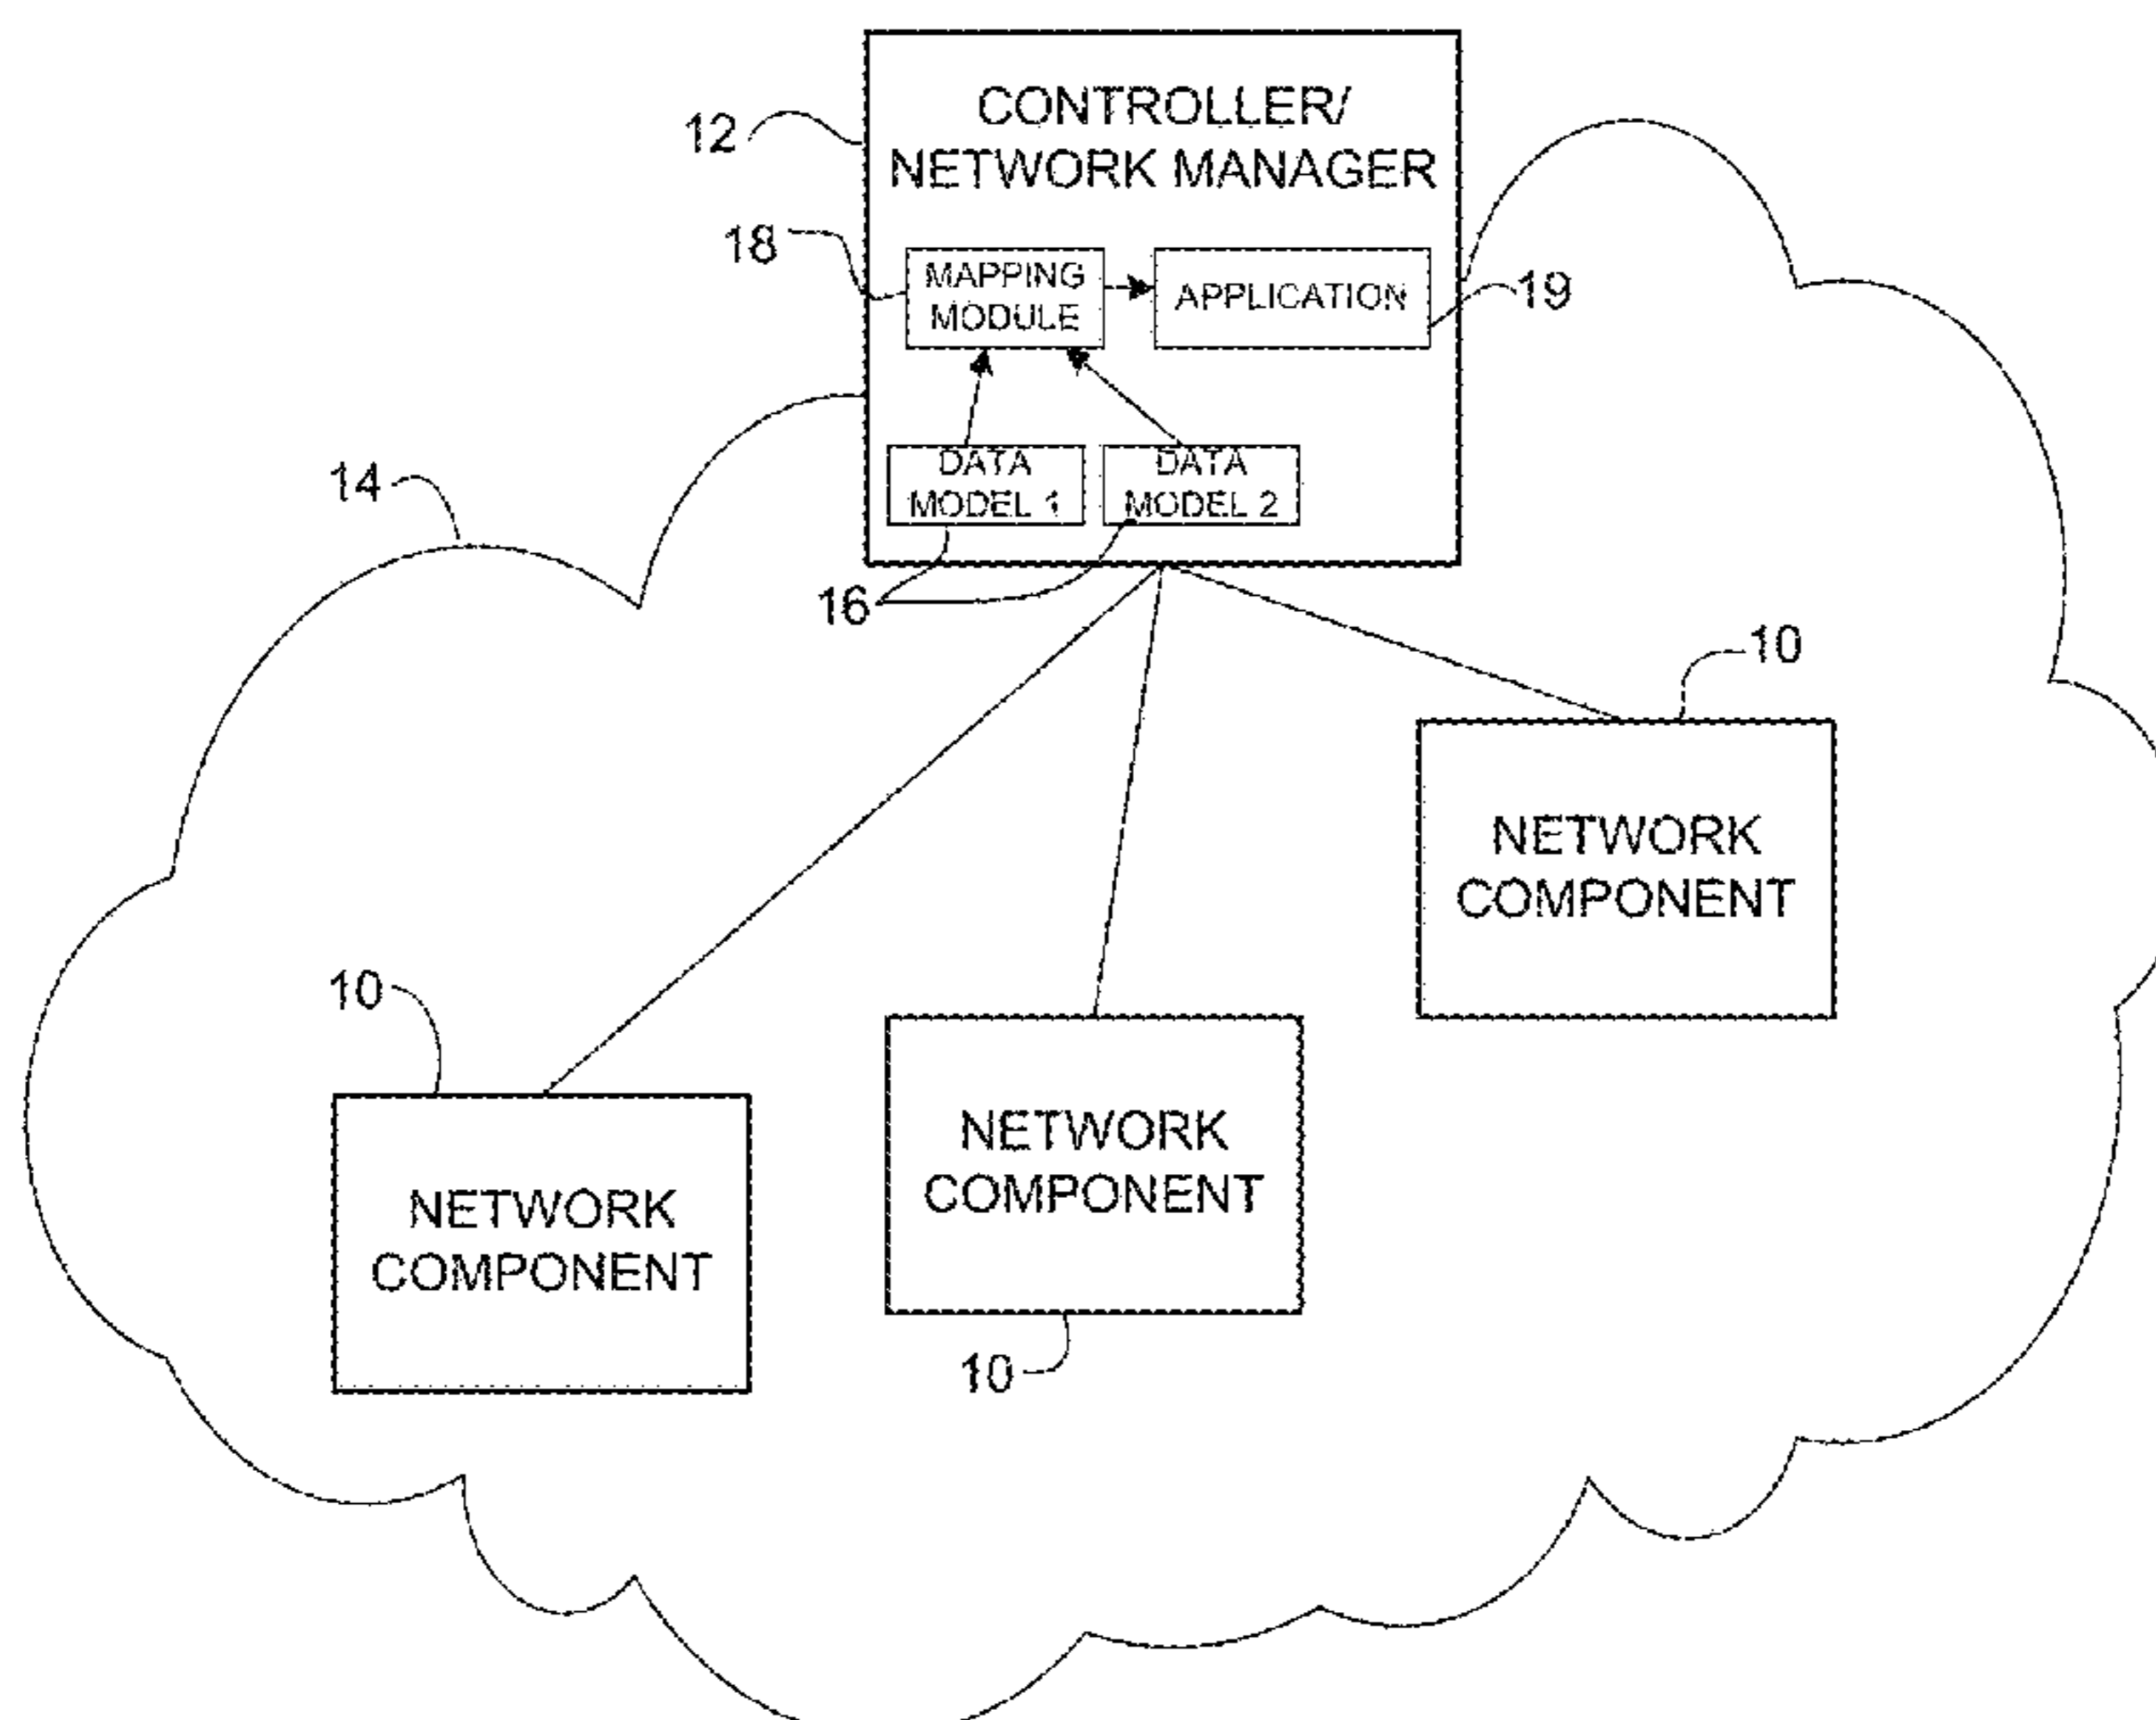 CONTROLLER/
NETWORK MANAGER
12
18
MAPPING
MODULE
APPLICATION
19
14
DATA
MODEL 1
DATA
MODEL 2
16
10
NETWORK
COMPONENT
10
NETWORK
COMPONENT
NETWORK
COMPONENT
10